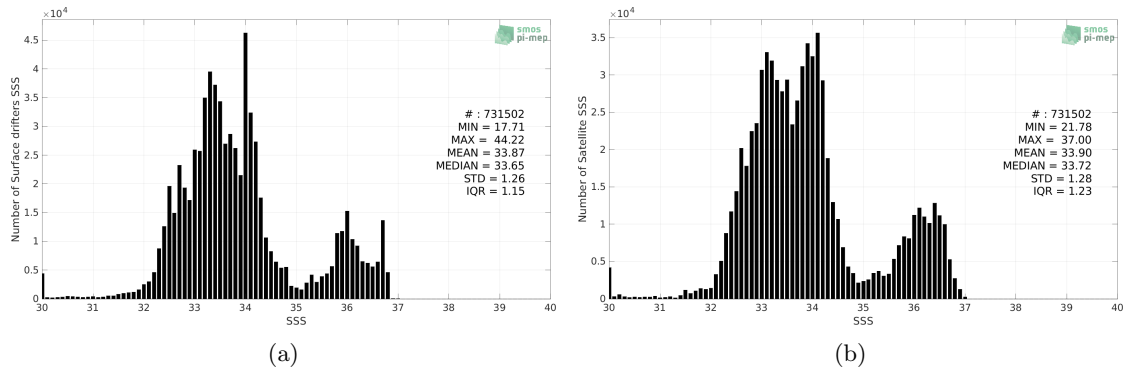 ×10⁴
smos
pi-mep
4.5
4
3.5
3
2.5
2
1.5
1
0.5
0
Number of Surface drifters SSS
# : 731502
MIN = 17.71
MAX = 44.22
MEAN = 33.87
MEDIAN = 33.65
STD = 1.26
IQR = 1.15
30 31 32 33 34 35 36 37 38 39 40
SSS
(a)
×10⁴
smos
pi-mep
3.5
3
2.5
2
1.5
1
0.5
0
Number of Satellite SSS
# : 731502
MIN = 21.78
MAX = 37.00
MEAN = 33.90
MEDIAN = 33.72
STD = 1.28
IQR = 1.23
30 31 32 33 34 35 36 37 38 39 40
SSS
(b)